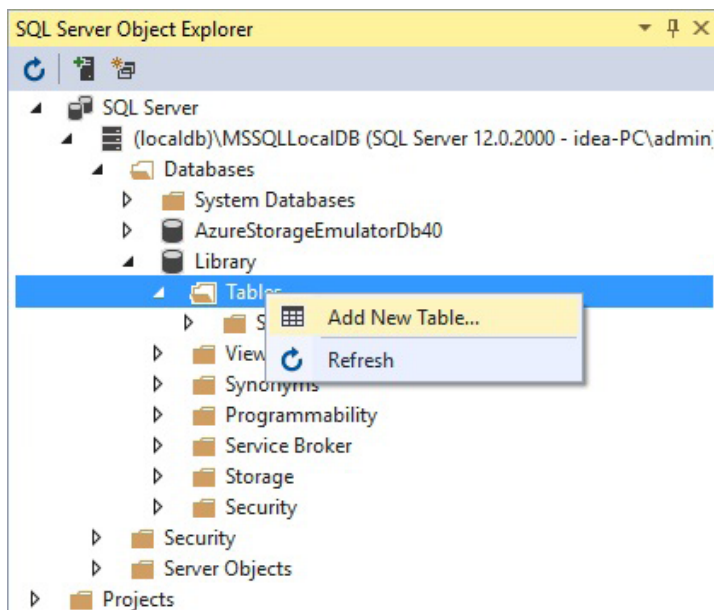 SQL Server Object Explorer
SQL Server
(localdb)\MSSQLLocalDB (SQL Server 12.0.2000 - idea-PC\admin)
Databases
System Databases
AzureStorageEmulatorDb40
Library
Tables
Add New Table...
S
View
Refresh
Synonyms
Programmability
Service Broker
Storage
Security
Security
Server Objects
Projects